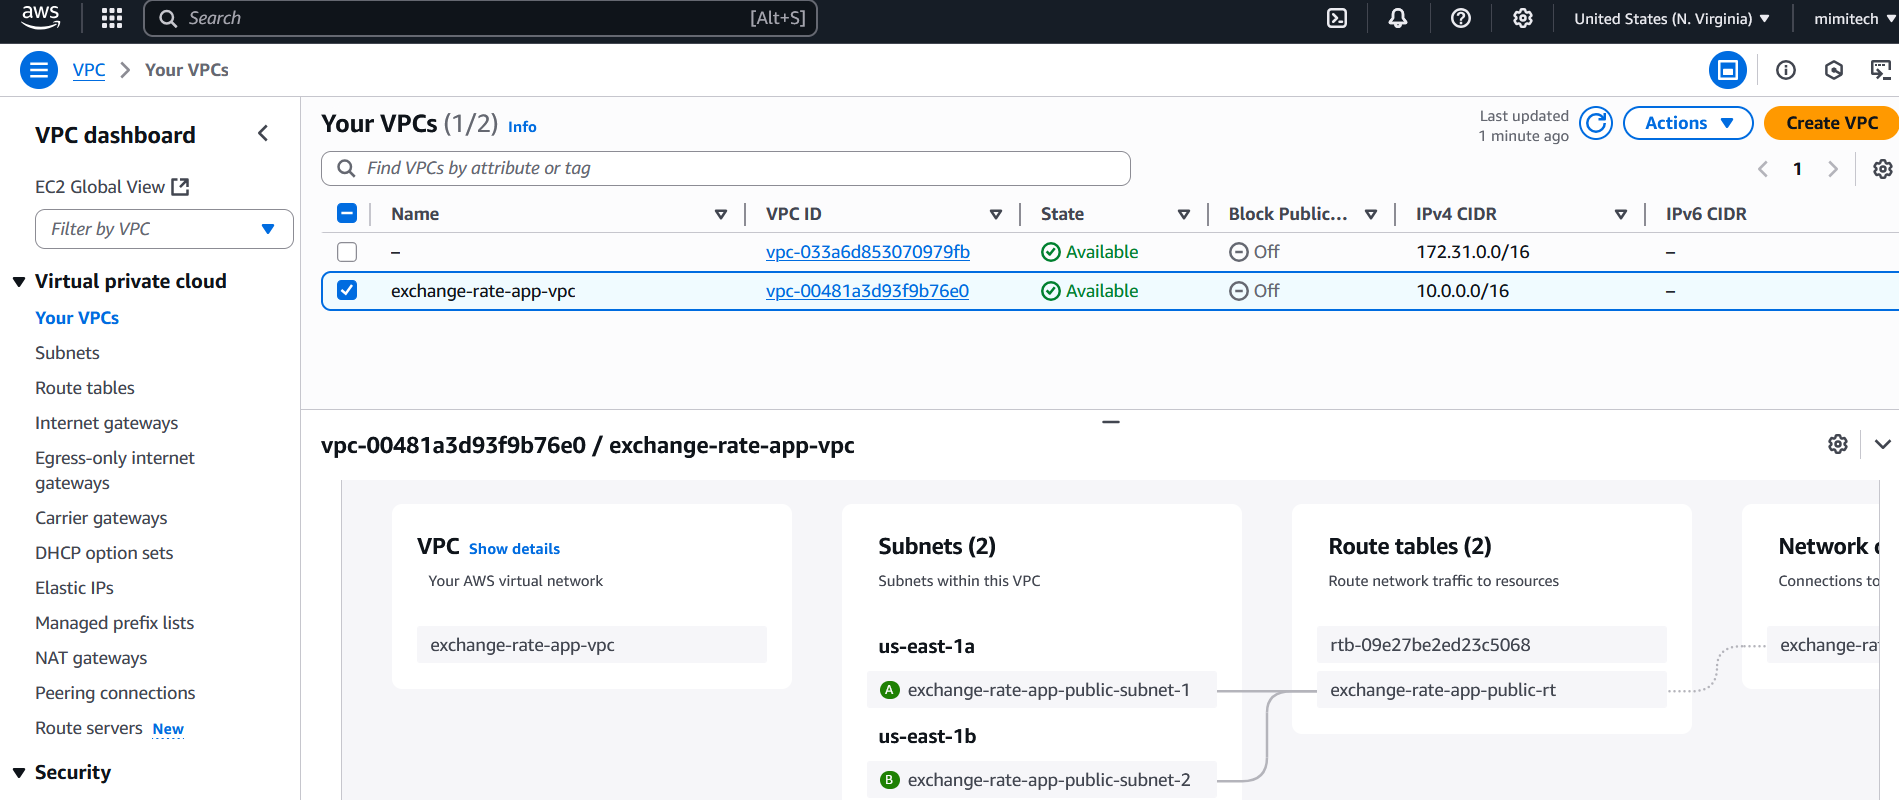 aws
Search [Alt+S]
United States (N. Virginia)
mimitech
VPC
Your VPCs
VPC dashboard
EC2 Global View
Filter by VPC
Virtual private cloud
Your VPCs
Subnets
Route tables
Internet gateways
Egress-only internet
gateways
Carrier gateways
DHCP option sets
Elastic IPs
Managed prefix lists
NAT gateways
Peering connections
Route servers New
Security
Your VPCs (1/2) Info
Last updated
1 minute ago
Actions
Create VPC
Find VPCs by attribute or tag
1
Name VPC ID State Block Public... IPv4 CIDR IPv6 CIDR
– vpc-033a6d853070979fb Available Off 172.31.0.0/16 –
exchange-rate-app-vpc vpc-00481a3d93f9b76e0 Available Off 10.0.0.0/16 –
vpc-00481a3d93f9b76e0 / exchange-rate-app-vpc
VPC Show details
Your AWS virtual network
exchange-rate-app-vpc
Subnets (2)
Subnets within this VPC
us-east-1a
A exchange-rate-app-public-subnet-1
us-east-1b
B exchange-rate-app-public-subnet-2
Route tables (2)
Route network traffic to resources
rtb-09e27be2ed23c5068
exchange-rate-app-public-rt
Network
Connections to
exchange-ra